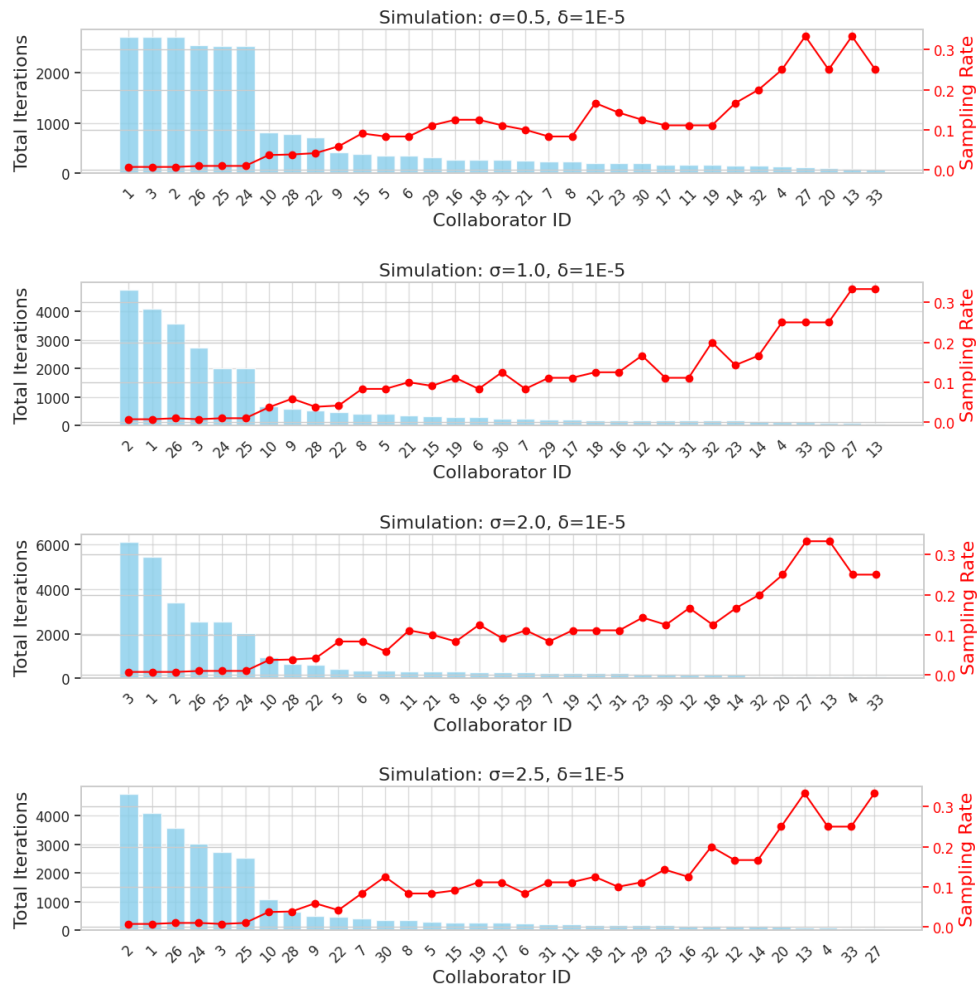 Simulation: σ=0.5, δ=1E-5
Total Iterations
2000
1000
0
0.3
0.2
0.1
0.0
Sampling Rate
1 3 2 26 25 24 10 28 22 9 15 5 6 29 16 18 31 21 7 8 12 23 30 17 11 19 14 32 4 27 20 13 33
Collaborator ID
Simulation: σ=1.0, δ=1E-5
Total Iterations
4000
3000
2000
1000
0
0.3
0.2
0.1
0.0
Sampling Rate
2 1 26 3 24 25 10 9 28 22 8 5 21 15 19 6 30 7 29 17 18 16 12 11 31 32 23 14 4 33 20 27 13
Collaborator ID
Simulation: σ=2.0, δ=1E-5
Total Iterations
6000
4000
2000
0
0.3
0.2
0.1
0.0
Sampling Rate
3 1 2 26 25 24 10 28 22 5 6 9 11 21 8 16 15 29 7 19 17 31 23 30 12 18 14 32 20 27 13 4 33
Collaborator ID
Simulation: σ=2.5, δ=1E-5
Total Iterations
4000
3000
2000
1000
0
0.3
0.2
0.1
0.0
Sampling Rate
2 1 26 24 3 25 10 28 9 22 7 30 8 5 15 19 17 6 31 11 18 21 29 23 16 32 12 14 20 13 4 33 27
Collaborator ID